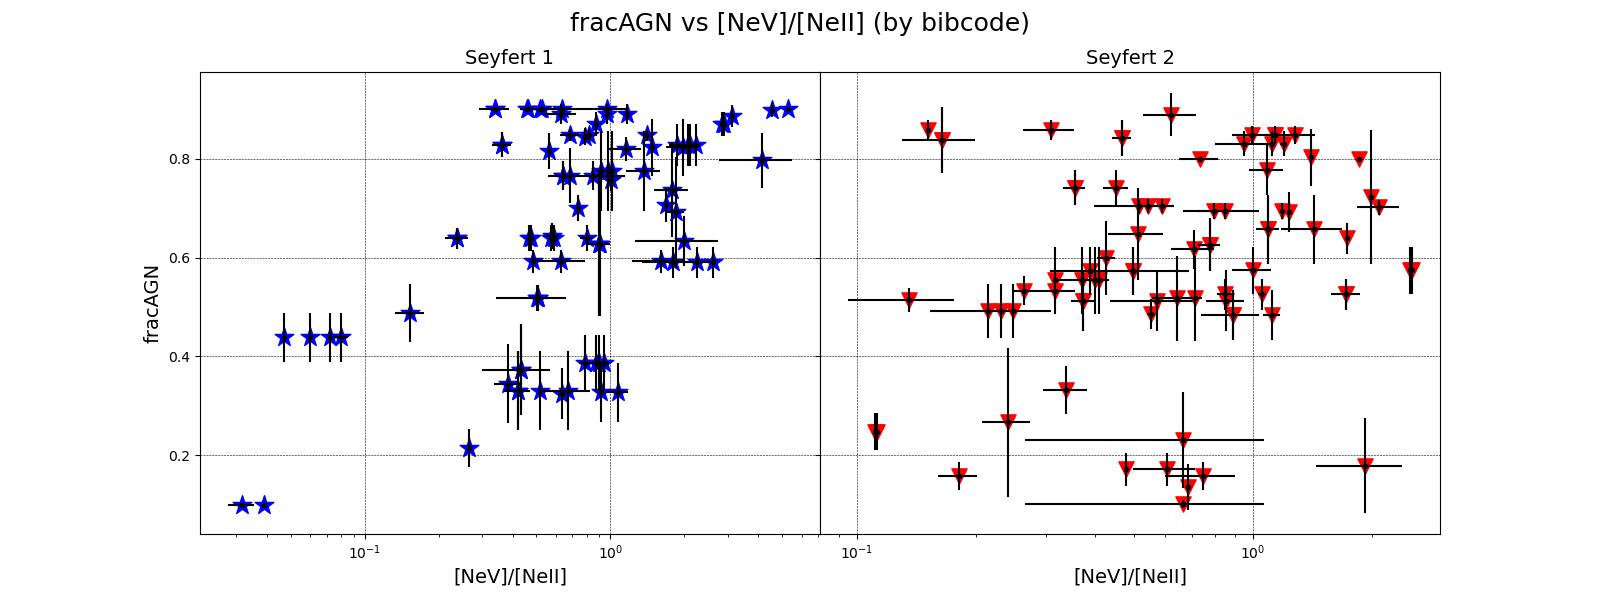 fracAGN vs [NeV]/[NeII] (by bibcode)
Seyfert 1
Seyfert 2
fracAGN
0.8
0.6
0.4
0.2
10⁻¹
10⁰
10⁻¹
10⁰
[NeV]/[NeII]
[NeV]/[NeII]